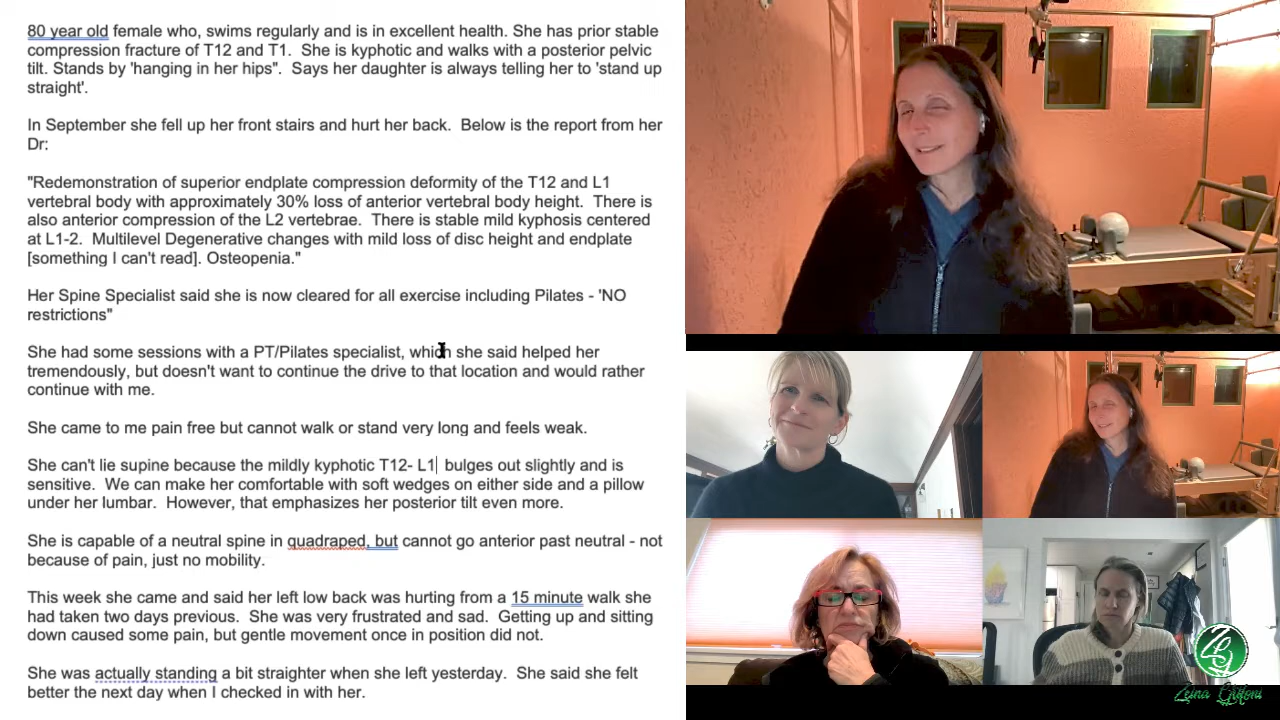 80 year old female who, swims regularly and is in excellent health. She has prior stable
compression fracture of T12 and T1.  She is kyphotic and walks with a posterior pelvic
tilt. Stands by 'hanging in her hips".  Says her daughter is always telling her to 'stand up
straight'.
In September she fell up her front stairs and hurt her back.  Below is the report from her
Dr:
"Redemonstration of superior endplate compression deformity of the T12 and L1
vertebral body with approximately 30% loss of anterior vertebral body height.  There is
also anterior compression of the L2 vertebrae.  There is stable mild kyphosis centered
at L1-2.  Multilevel Degenerative changes with mild loss of disc height and endplate
[something I can't read]. Osteopenia."
Her Spine Specialist said she is now cleared for all exercise including Pilates - 'NO
restrictions"
She had some sessions with a PT/Pilates specialist, which she said helped her
tremendously, but doesn't want to continue the drive to that location and would rather
continue with me.
She came to me pain free but cannot walk or stand very long and feels weak.
She can't lie supine because the mildly kyphotic T12- L1 bulges out slightly and is
sensitive.  We can make her comfortable with soft wedges on either side and a pillow
under her lumbar.  However, that emphasizes her posterior tilt even more.
She is capable of a neutral spine in quadraped, but cannot go anterior past neutral - not
because of pain, just no mobility.
This week she came and said her left low back was hurting from a 15 minute walk she
had taken two days previous.  She was very frustrated and sad.  Getting up and sitting
down caused some pain, but gentle movement once in position did not.
She was actually standing a bit straighter when she left yesterday.  She said she felt
better the next day when I checked in with her.